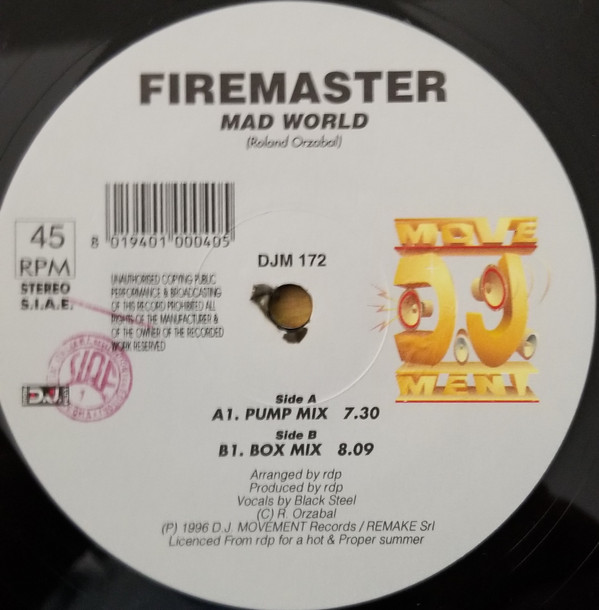 FIREMASTER
MAD WORLD
(Roland Orzabal)
8 019401 000405
45
RPM
STEREO
S.I.A.E.
DJM 172
UNAUTHORISED COPYING PUBLIC
PERFORMANCE & BROADCASTING
OF THIS RECORD PROHIBITED ALL
RIGHTS OF THE MANUFACTURER &
OF THE OWNER OF THE RECORDED
WORK RESERVED
MOVE
D.J.
MENT
SIAE
D.J.
Side A
A1. PUMP MIX 7.30
Side B
B1. BOX MIX 8.09
Arranged by rdp
Produced by rdp
Vocals by Black Steel
(C) R. Orzabal
(P) 1996 D.J. MOVEMENT Records / REMAKE Srl
Licenced From rdp for a hot & Proper summer